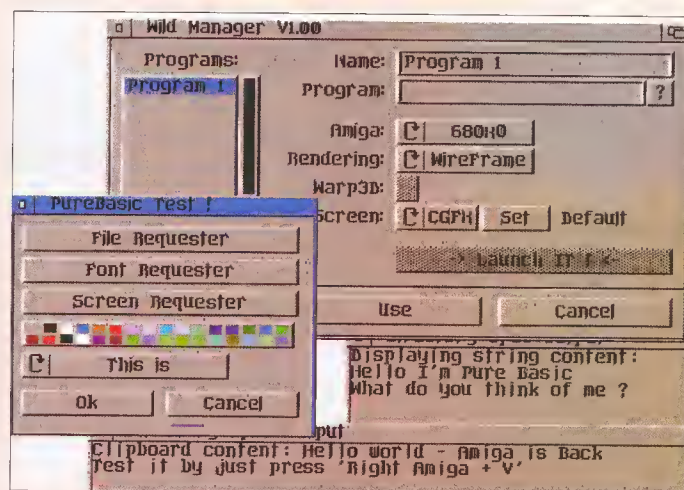 Wild Manager V1.00
Programs:
Program 1
Name: Program 1
Program: ?
Amiga: 680x0
Rendering: WireFrame
Warp3D:
Screen: CGFX Set Default
-> Launch IT ! <-
Use Cancel
PureBasic Test !
File Requester
Font Requester
Screen Requester
This is
Ok Cancel
Displaying string content:
Hello I'm Pure Basic
What do you think of me ?
Clipboard content: Hello world - Amiga is Back
Test it by just press 'Right Amiga + V'